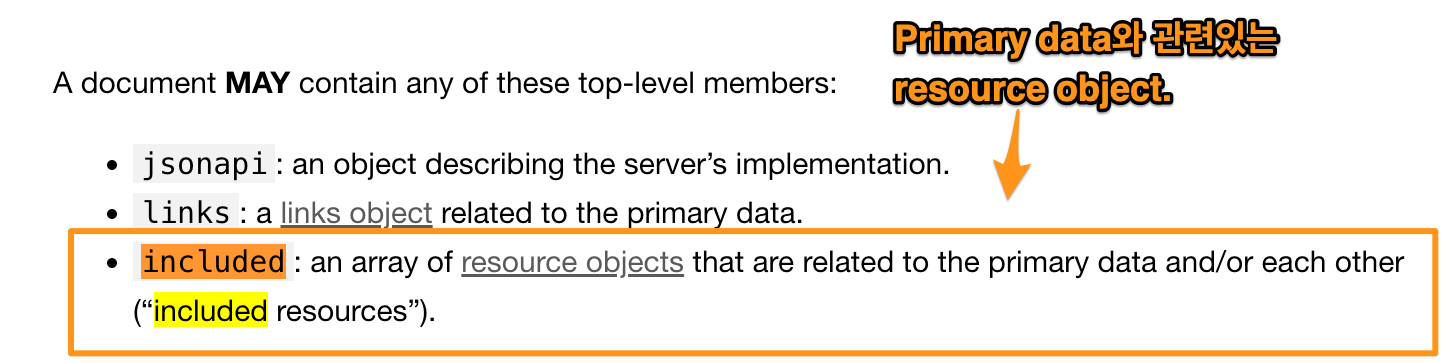 Primary data와 관련있는
resource object.
A document MAY contain any of these top-level members:
• jsonapi: an object describing the server’s implementation.
• links: a links object related to the primary data.
• included: an array of resource objects that are related to the primary data and/or each other
(“included resources”).